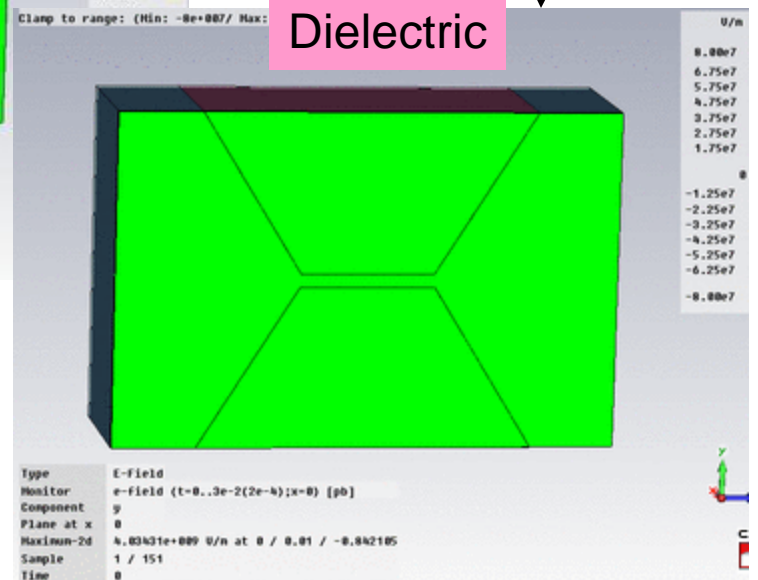 Clamp to range: (Min: -8e+007/ Max:
Dielectric
V/m
8.00e7
6.75e7
5.75e7
4.75e7
3.75e7
2.75e7
1.75e7
0
-1.25e7
-2.25e7
-3.25e7
-4.25e7
-5.25e7
-6.25e7
-8.00e7
y
Type E-Field
Monitor e-field (t=0..3e-2(2e-4);x=0) [pb]
Component y
Plane at x 0
Maximum-2d 4.03431e+009 V/m at 0 / 0.01 / -0.842105
Sample 1 / 151
Time 0